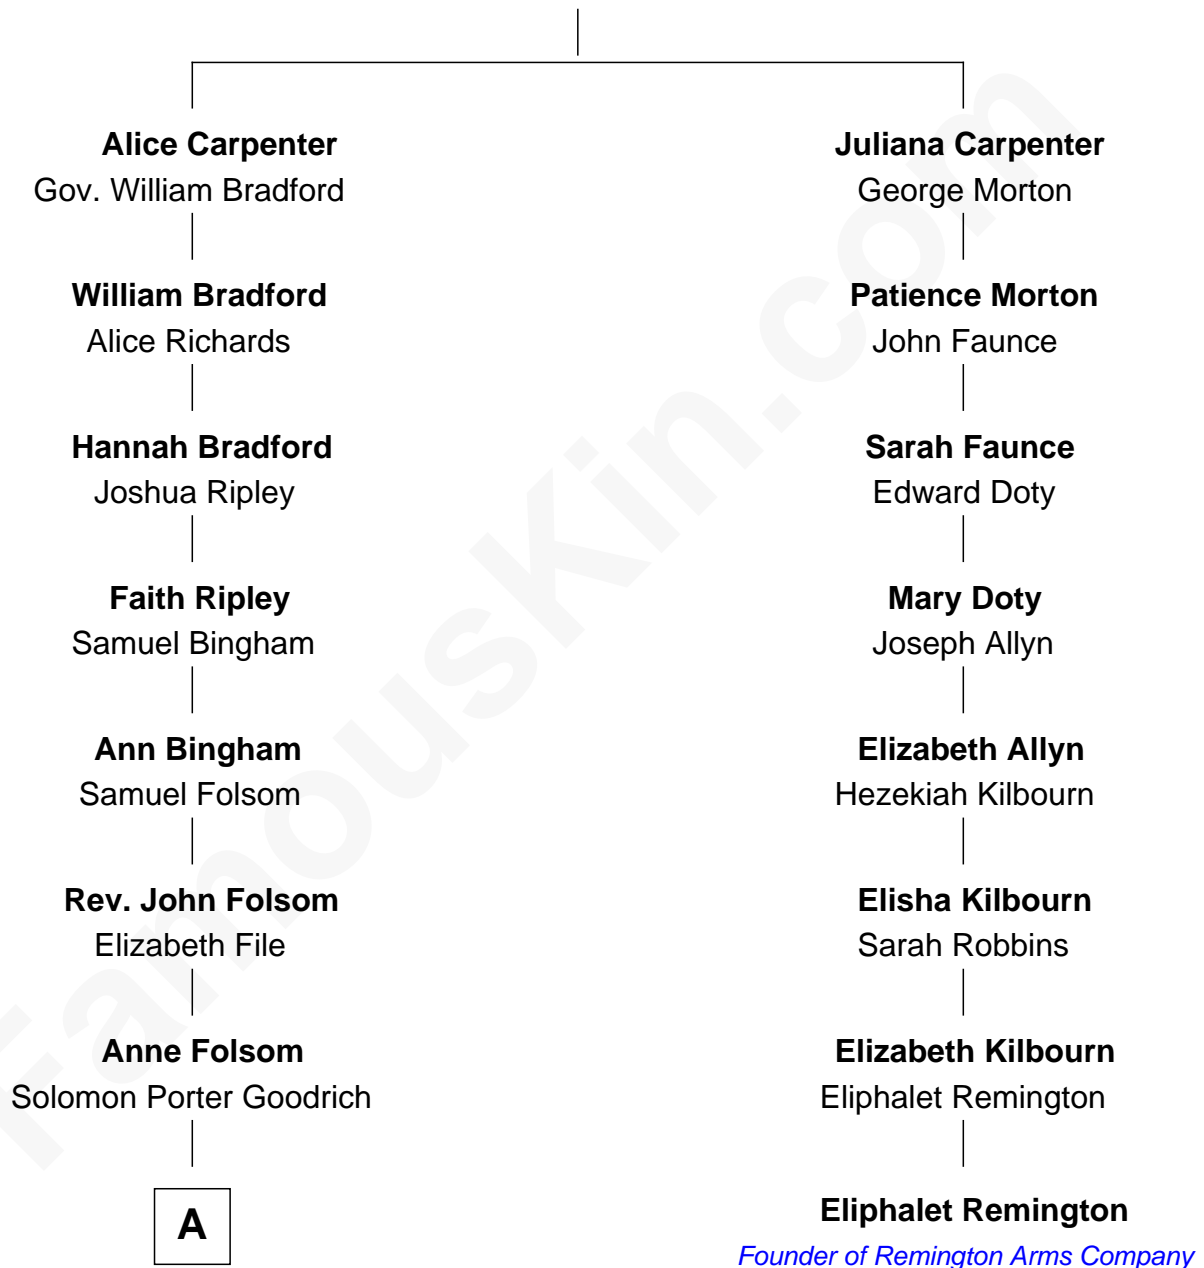 Alice Carpenter
Gov. William Bradford
William Bradford
Alice Richards
Hannah Bradford
Joshua Ripley
Faith Ripley
Samuel Bingham
Ann Bingham
Samuel Folsom
Rev. John Folsom
Elizabeth File
Anne Folsom
Solomon Porter Goodrich
A
Juliana Carpenter
George Morton
Patience Morton
John Faunce
Sarah Faunce
Edward Doty
Mary Doty
Joseph Allyn
Elizabeth Allyn
Hezekiah Kilbourn
Elisha Kilbourn
Sarah Robbins
Elizabeth Kilbourn
Eliphalet Remington
Eliphalet Remington
Founder of Remington Arms Company
FamousKin.com